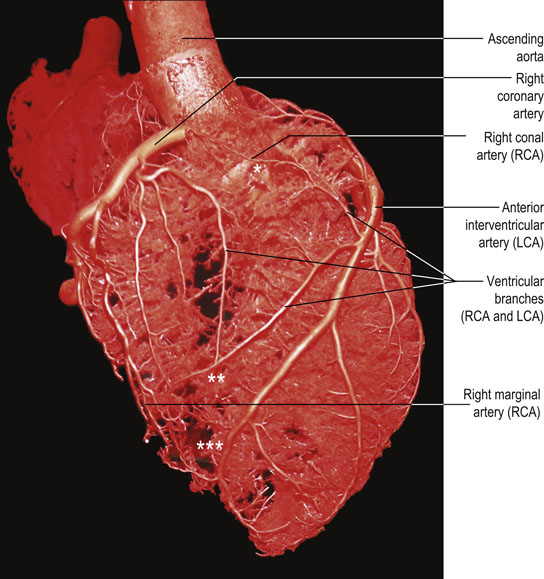 Ascending
aorta
Right
coronary
artery
Right conal
artery (RCA)
*
Anterior
interventricular
artery (LCA)
Ventricular
branches
(RCA and LCA)
**
Right marginal
artery (RCA)
***